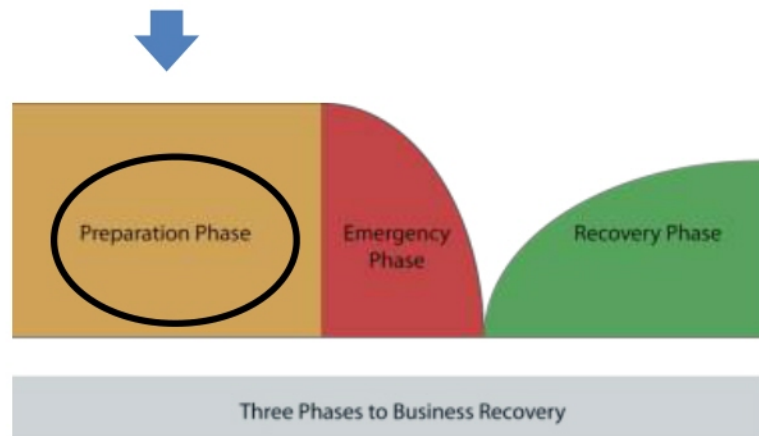 Preparation Phase
Emergency
Phase
Recovery Phase
Three Phases to Business Recovery